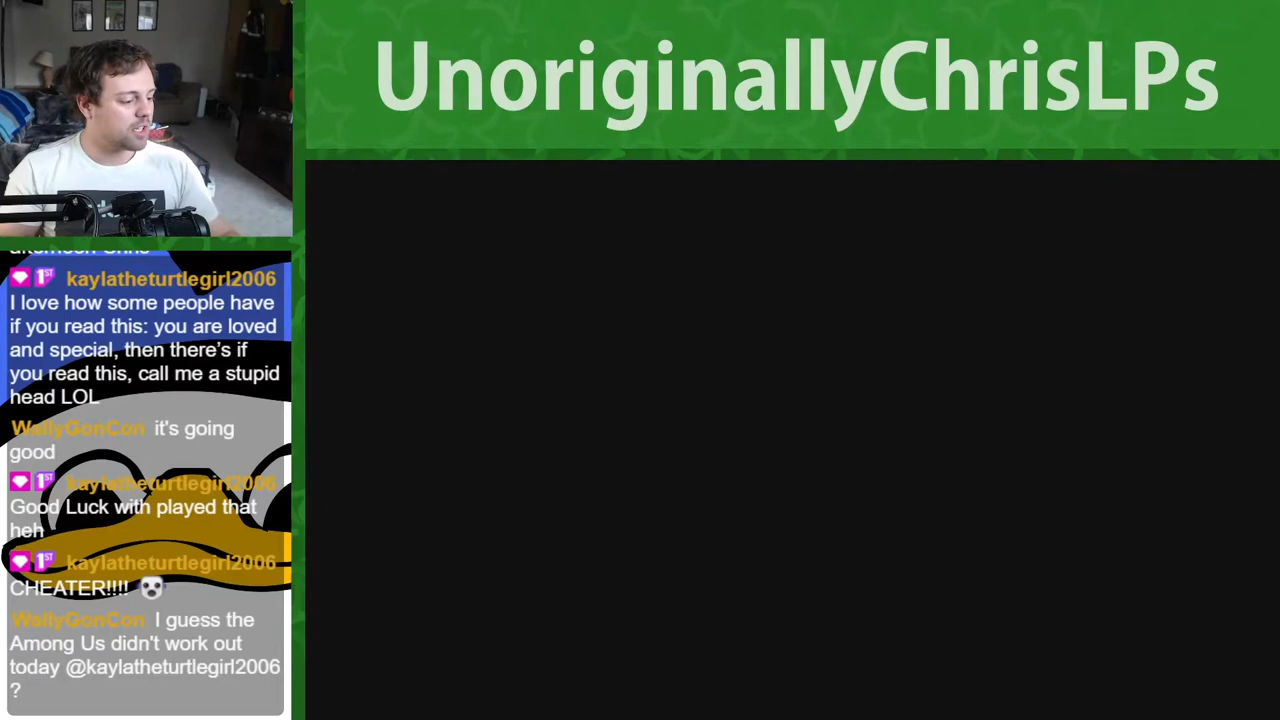 UnoriginallyChrisLPs
kaylatheturtlegirl2006
I love how some people have
if you read this: you are loved
and special, then there's if
you read this, call me a stupid
head LOL
WallyGonCon it's going
good
kaylatheturtlegirl2006
Good Luck with played that
heh
kaylatheturtlegirl2006
CHEATER!!!!
WallyGonCon I guess the
Among Us didn't work out
today @kaylatheturtlegirl2006
?